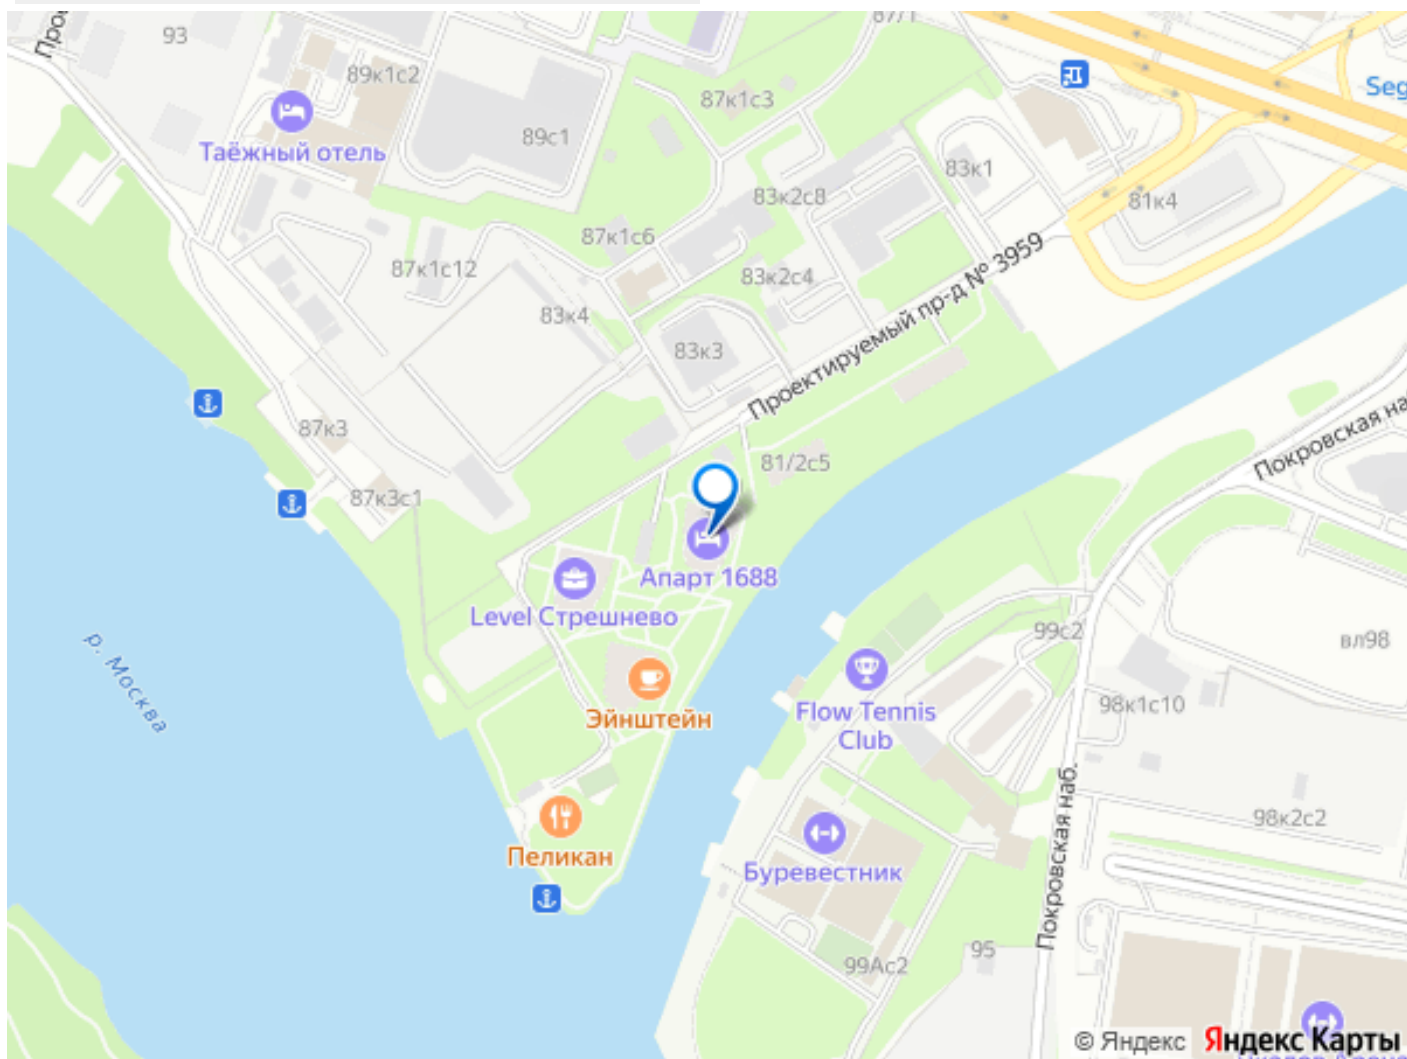 93
89к1с2
Таёжный отель
89с1
87/1
87к1с3
Seg
83к1
83к2с8
81к4
87к1с6
87к1с12
83к2с4
Проектируемый пр-д № 3959
83к4
83к3
87к3
81/2с5
Покровская на
87к3с1
Апарт 1688
Level Стрешнево
99с2
вл98
р. Москва
Эйнштейн
Flow Tennis
Club
98к1с10
98к2с2
Пеликан
Буревестник
Покровская наб.
99Ас2
95
© Яндекс Яндекс Карты